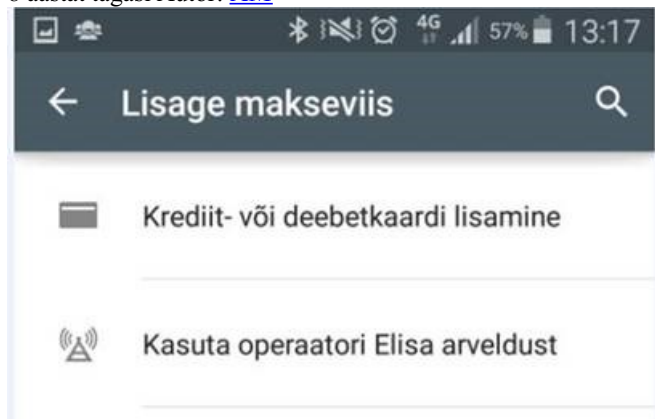 4G 57% 13:17
Lisage makseviis
Krediit- või deebetkaardi lisamine
Kasuta operaatori Elisa arveldust